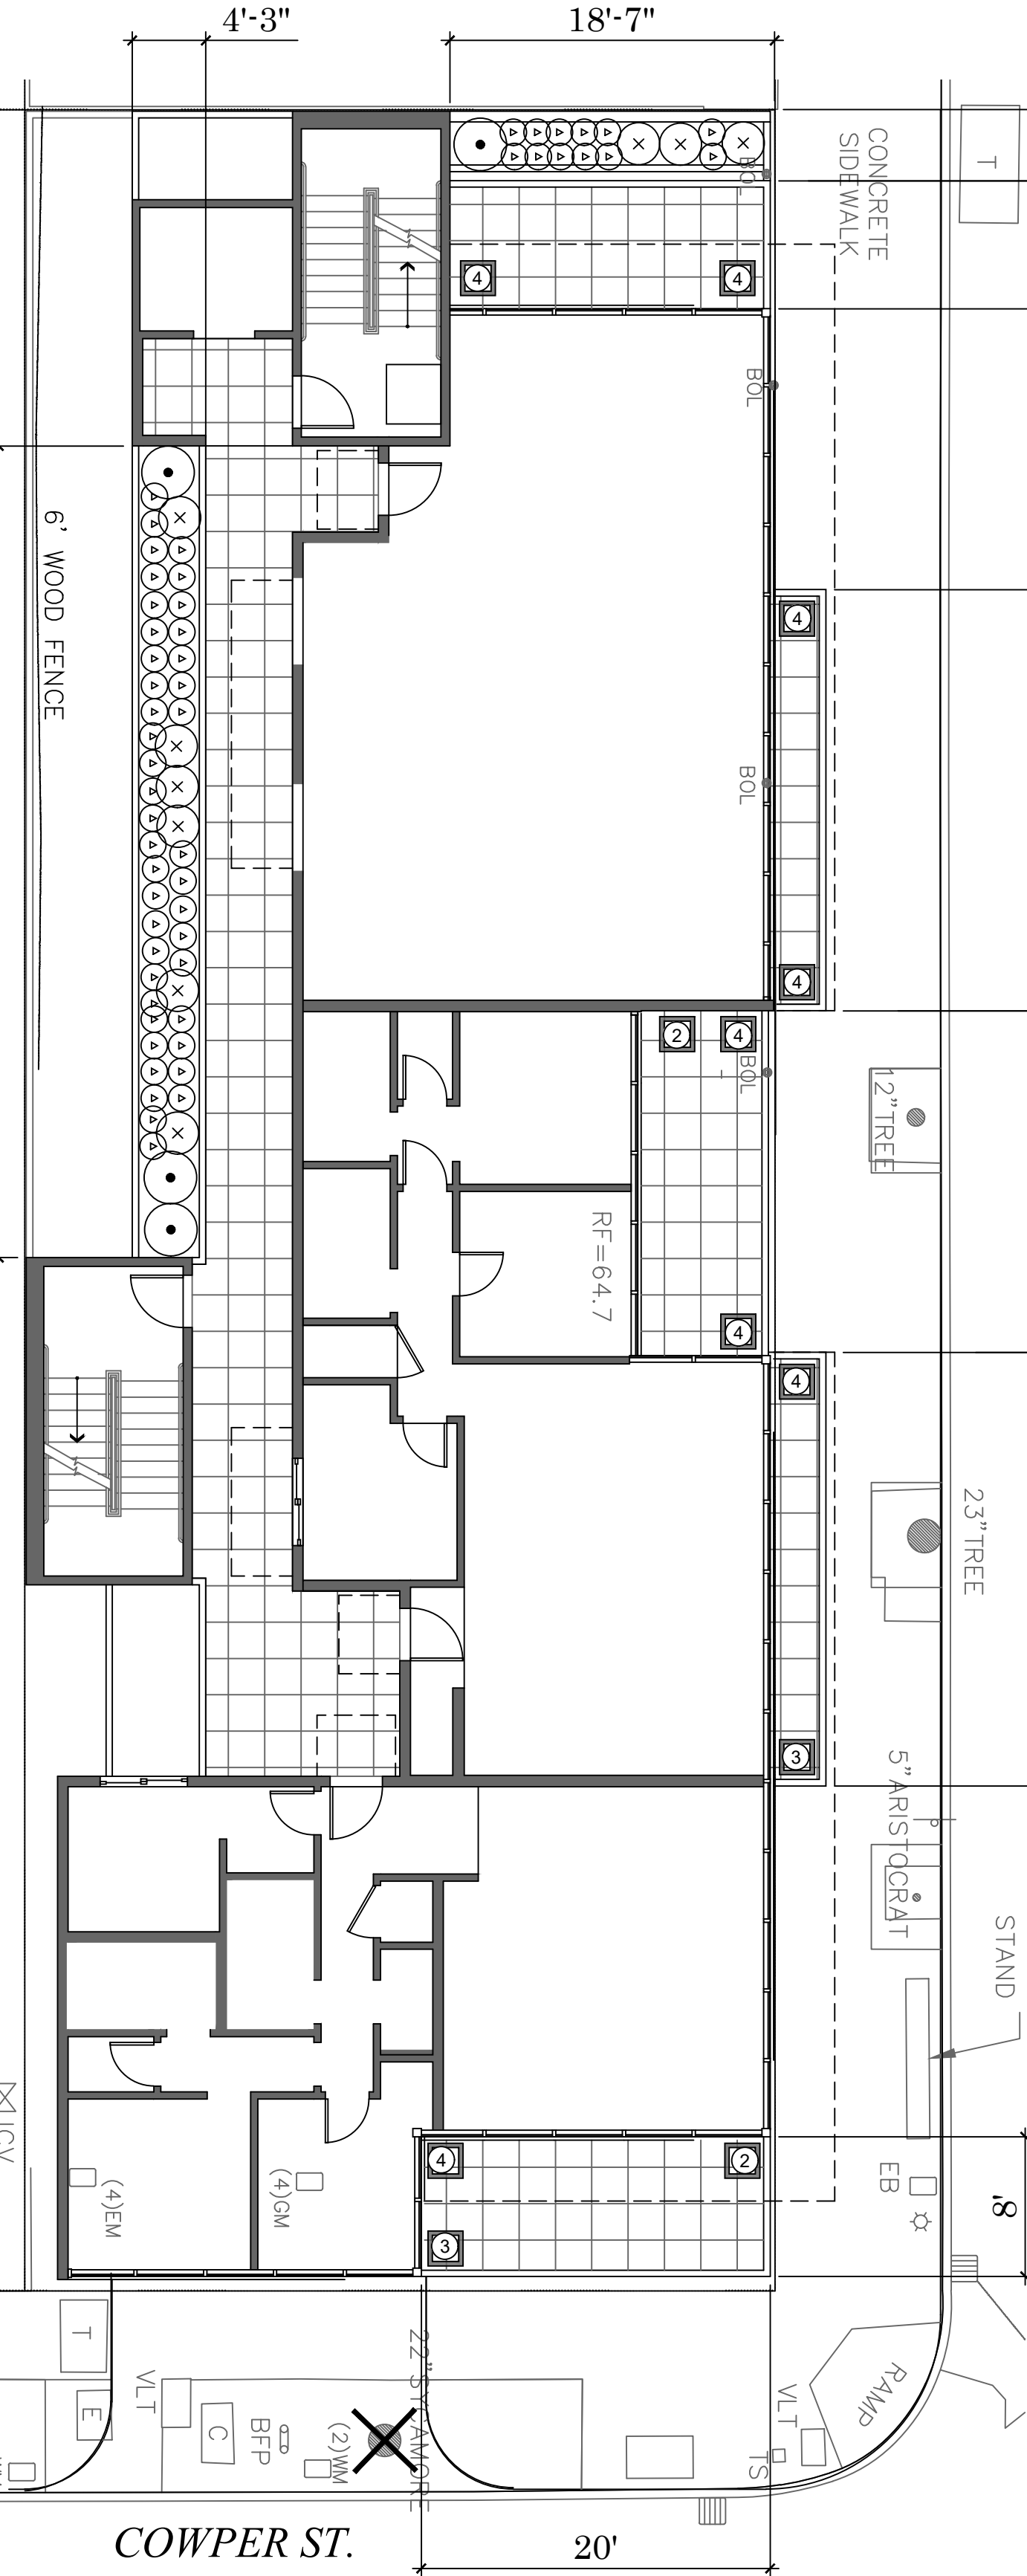 4'-3"
18'-7"
CONCRETE
SIDEWALK
T
BOL
4
4
BOL
6' WOOD FENCE
4
BOL
4
2
4
BOL
12"TREE
RF=64.7
4
4
23"TREE
3
5"ARISTOCRAT
STAND
4
2
3
(4)EM
(4)GM
EB
8'
T
VLT
E
C
BFP
(2)WM
22"SYCAMORE
RAMP
VLT
TS
COWPER ST.
20'